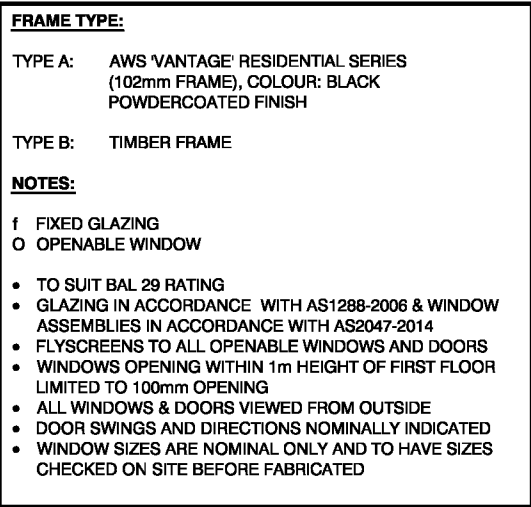 FRAME TYPE:
TYPE A: AWS 'VANTAGE' RESIDENTIAL SERIES
(102mm FRAME), COLOUR: BLACK
POWDERCOATED FINISH
TYPE B: TIMBER FRAME
NOTES:
f FIXED GLAZING
O OPENABLE WINDOW
• TO SUIT BAL 29 RATING
• GLAZING IN ACCORDANCE WITH AS1288-2006 & WINDOW
ASSEMBLIES IN ACCORDANCE WITH AS2047-2014
• FLYSCREENS TO ALL OPENABLE WINDOWS AND DOORS
• WINDOWS OPENING WITHIN 1m HEIGHT OF FIRST FLOOR
LIMITED TO 100mm OPENING
• ALL WINDOWS & DOORS VIEWED FROM OUTSIDE
• DOOR SWINGS AND DIRECTIONS NOMINALLY INDICATED
• WINDOW SIZES ARE NOMINAL ONLY AND TO HAVE SIZES
CHECKED ON SITE BEFORE FABRICATED